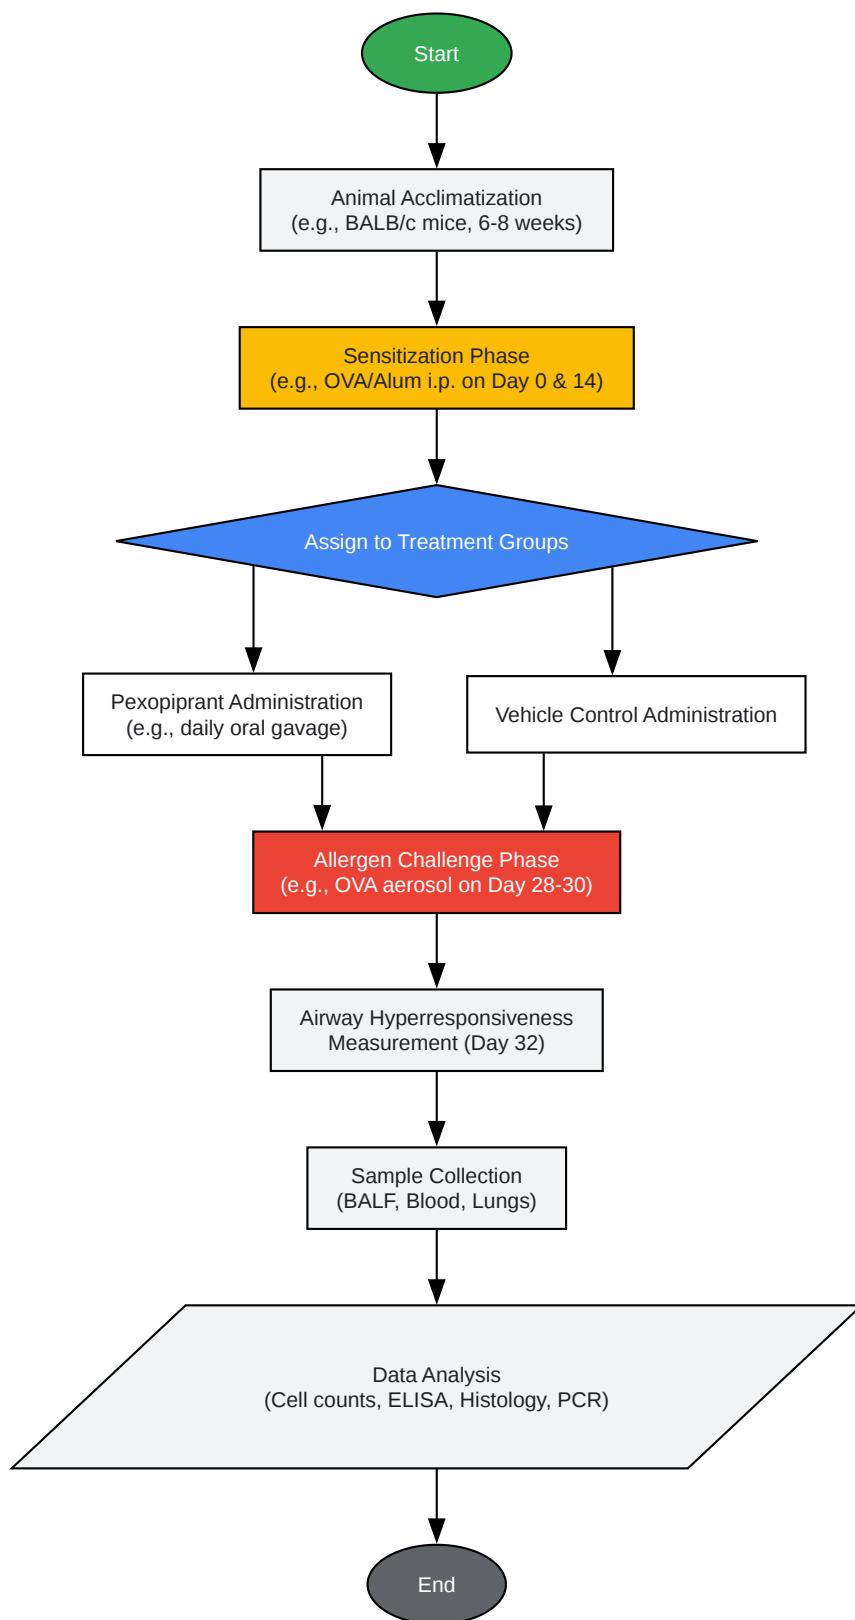 Start
Animal Acclimatization
(e.g., BALB/c mice, 6-8 weeks)
Sensitization Phase
(e.g., OVA/Alum i.p. on Day 0 & 14)
Assign to Treatment Groups
Pexopiprant Administration
(e.g., daily oral gavage)
Vehicle Control Administration
Allergen Challenge Phase
(e.g., OVA aerosol on Day 28-30)
Airway Hyperresponsiveness
Measurement (Day 32)
Sample Collection
(BALF, Blood, Lungs)
Data Analysis
(Cell counts, ELISA, Histology, PCR)
End